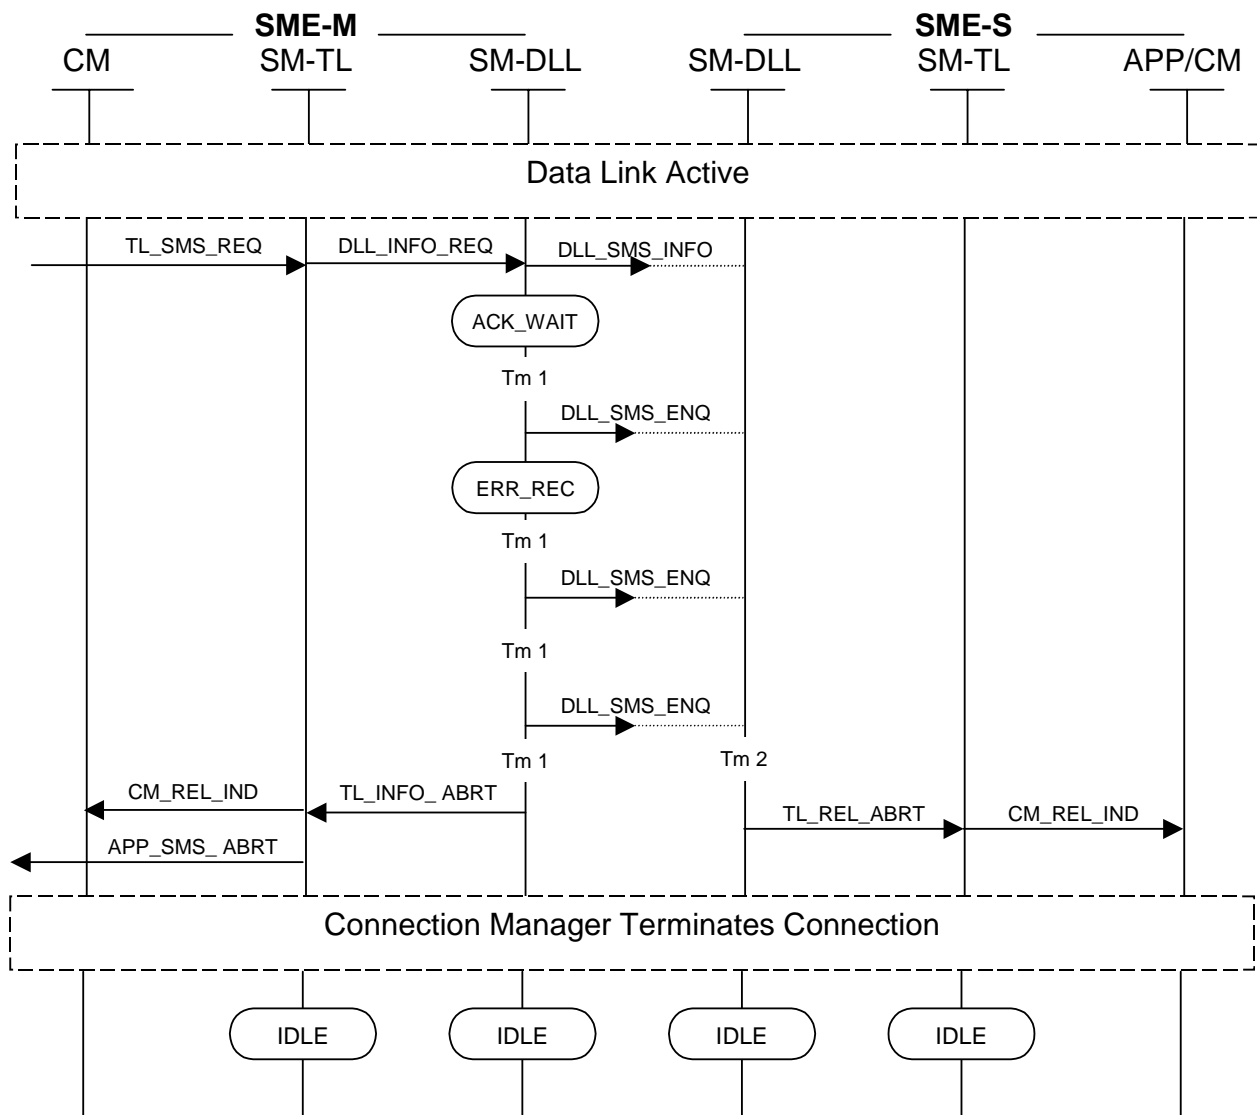 SME-M SME-S
CM SM-TL SM-DLL SM-DLL SM-TL APP/CM
Data Link Active
TL_SMS_REQ DLL_INFO_REQ DLL_SMS_INFO
ACK_WAIT
Tm 1
DLL_SMS_ENQ
ERR_REC
Tm 1
DLL_SMS_ENQ
Tm 1
DLL_SMS_ENQ
Tm 1 Tm 2
CM_REL_IND TL_INFO_ ABRT TL_REL_ABRT CM_REL_IND
APP_SMS_ ABRT
Connection Manager Terminates Connection
IDLE IDLE IDLE IDLE